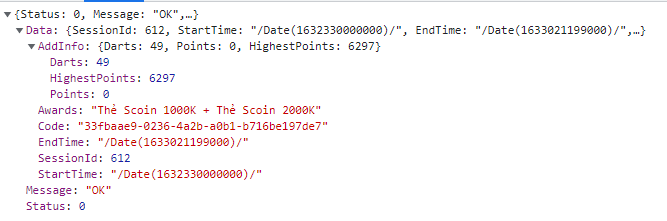 ▼{Status: 0, Message: "OK",…}
▼Data: {SessionId: 612, StartTime: "/Date(1632330000000)/", EndTime: "/Date(1633021199000)/",…}
▼AddInfo: {Darts: 49, Points: 0, HighestPoints: 6297}
Darts: 49
HighestPoints: 6297
Points: 0
Awards: "Thẻ Scoin 1000K + Thẻ Scoin 2000K"
Code: "33fbaae9-0236-4a2b-a0b1-b716be197de7"
EndTime: "/Date(1633021199000)/"
SessionId: 612
StartTime: "/Date(1632330000000)/"
Message: "OK"
Status: 0